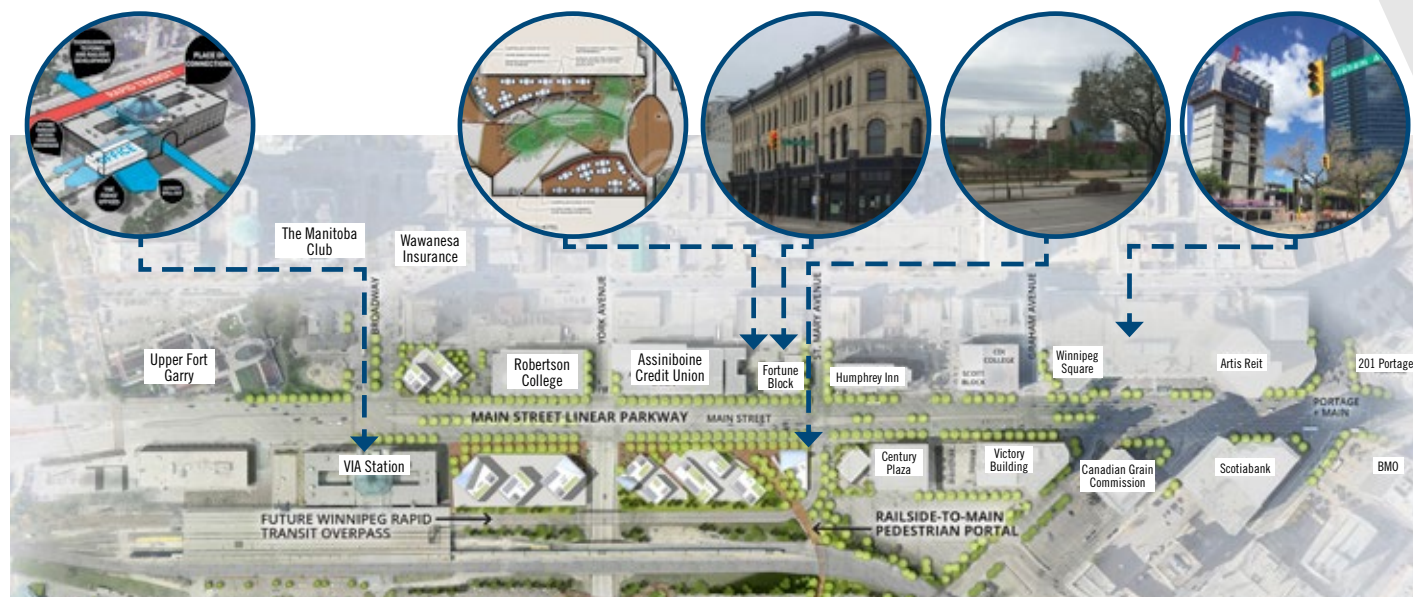 PLACE OF
CONNECTIONS
RAPID TRANSIT
OFFICE
The Manitoba
Club
Wawanesa
Insurance
BROADWAY
YORK AVENUE
ST. MARY AVENUE
GRAHAM AVENUE
Upper Fort
Garry
Robertson
College
Assiniboine
Credit Union
Fortune
Block
Humphrey Inn
SCOTT
BLOCK
COLLEGE
Winnipeg
Square
Artis Reit
201 Portage
MAIN STREET LINEAR PARKWAY
MAIN STREET
PORTAGE
+ MAIN
VIA Station
Century
Plaza
Victory
Building
Canadian Grain
Commission
Scotiabank
BMO
FUTURE WINNIPEG RAPID
TRANSIT OVERPASS
RAILSIDE-TO-MAIN
PEDESTRIAN PORTAL